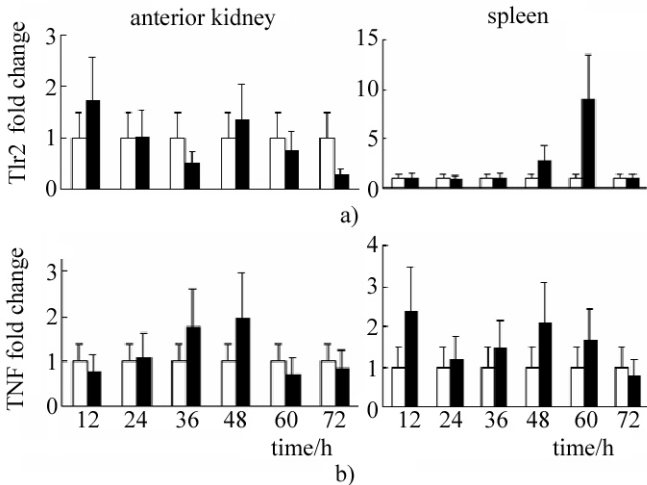 anterior kidney
spleen
Tlr2 fold change
3
2
1
0
15
10
5
0
a)
TNF fold change
3
2
1
0
4
3
2
1
0
12 24 36 48 60 72
12 24 36 48 60 72
time/h
time/h
b)